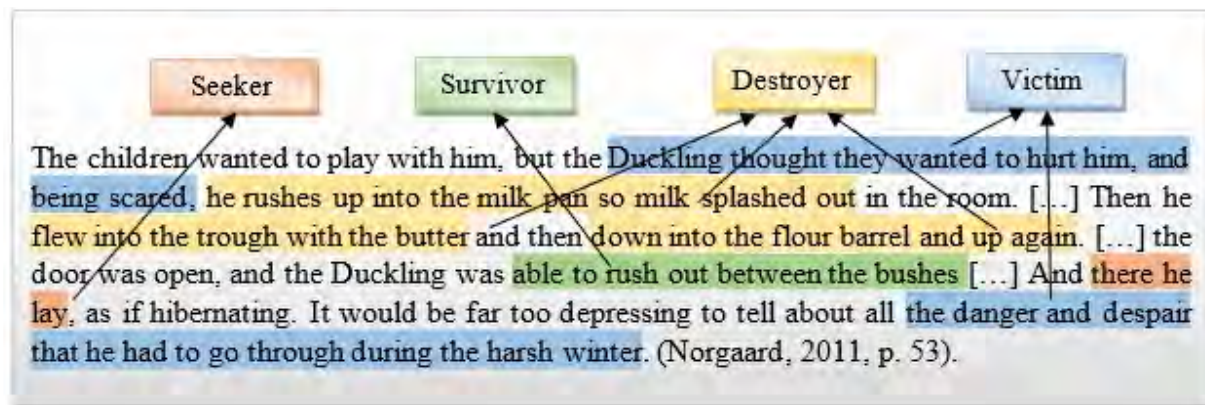 Seeker Survivor Destroyer Victim
The children wanted to play with him, but the Duckling thought they wanted to hurt him, and
being scared, he rushes up into the milk pan so milk splashed out in the room. [...] Then he
flew into the trough with the butter and then down into the flour barrel and up again. [...] the
door was open, and the Duckling was able to rush out between the bushes [...] And there he
lay, as if hibernating. It would be far too depressing to tell about all the danger and despair
that he had to go through during the harsh winter. (Norgaard, 2011, p. 53).